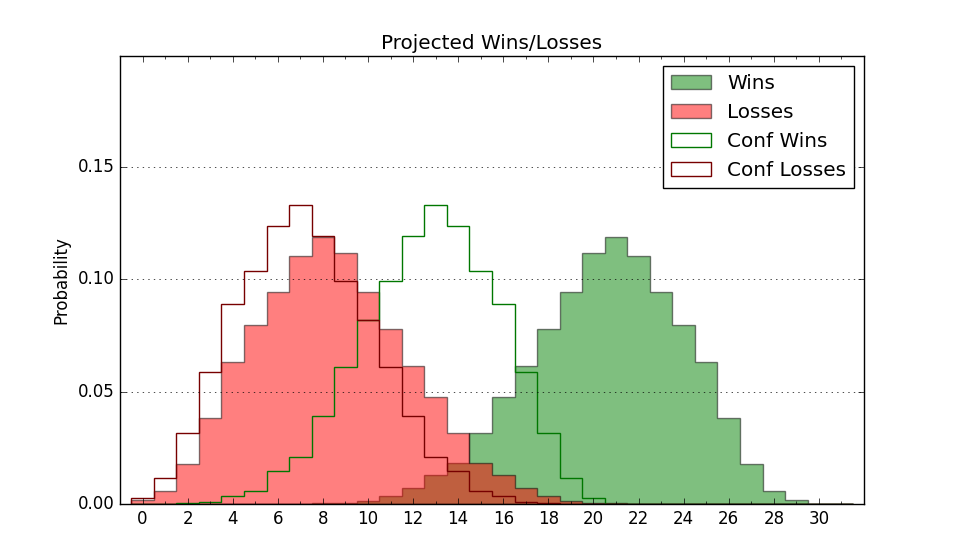 Projected Wins/Losses
Wins
Losses
Conf Wins
Conf Losses
Probability
0.15
0.10
0.05
0.00
0 2 4 6 8 10 12 14 16 18 20 22 24 26 28 30